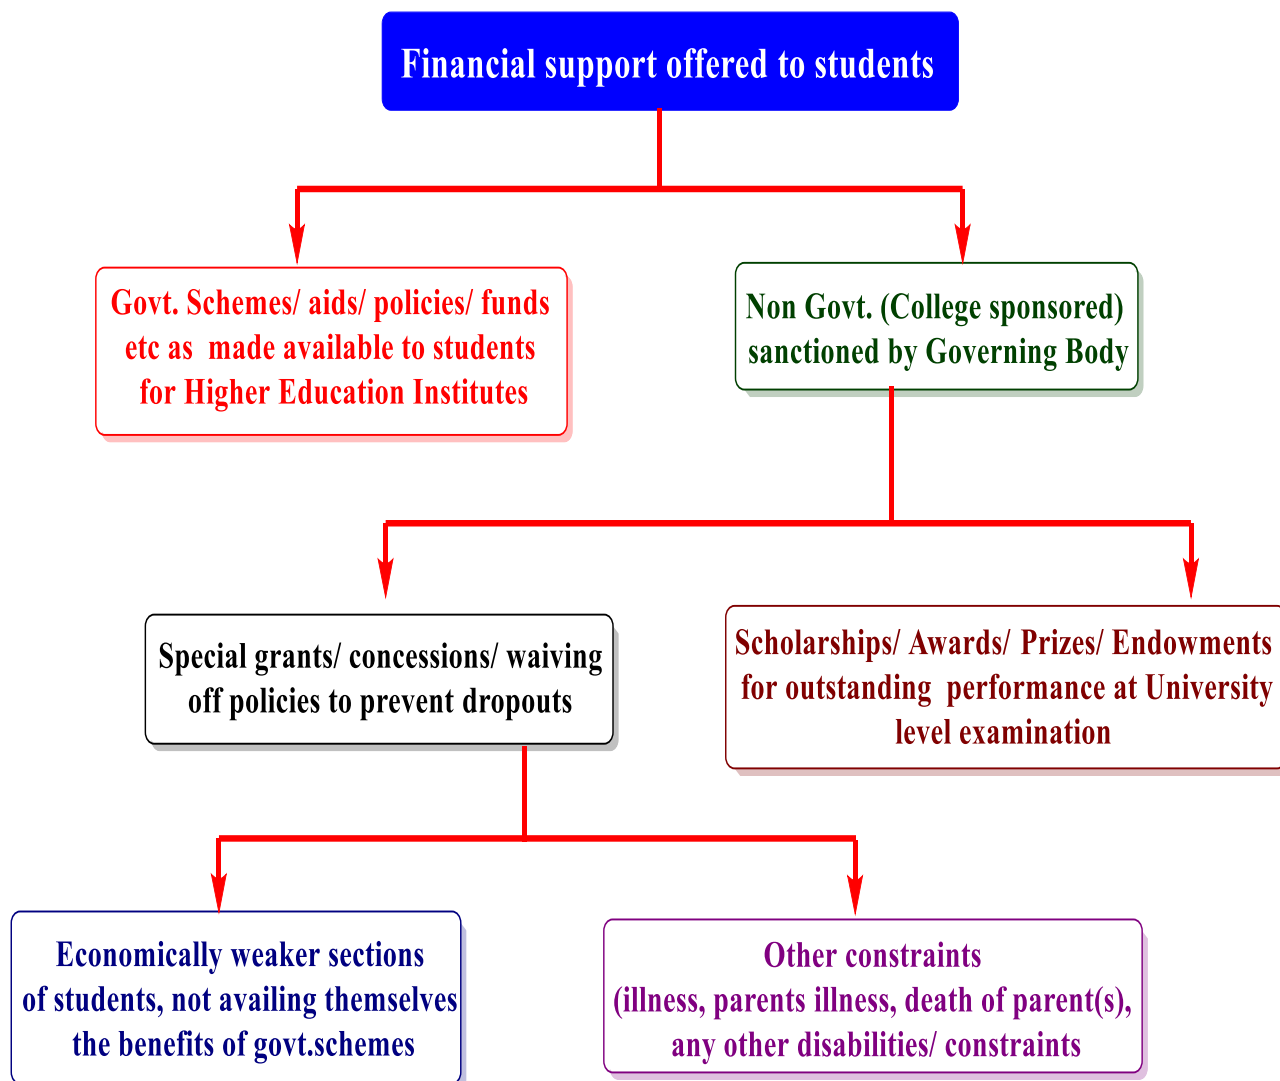 Financial support offered to students
Govt. Schemes/ aids/ policies/ funds
etc as made available to students
for Higher Education Institutes
Non Govt. (College sponsored)
sanctioned by Governing Body
Special grants/ concessions/ waiving
off policies to prevent dropouts
Scholarships/ Awards/ Prizes/ Endowments
for outstanding performance at University
level examination
Economically weaker sections
of students, not availing themselves
the benefits of govt.schemes
Other constraints
(illness, parents illness, death of parent(s),
any other disabilities/ constraints